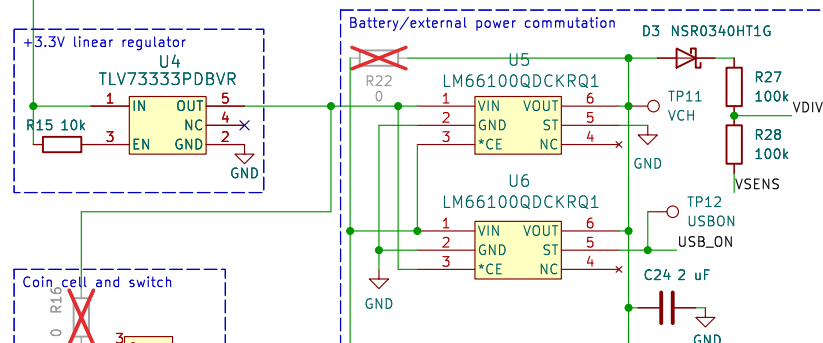 Battery/external power commutation
+3.3V linear regulator
U4
TLV73333PDBVR
1 IN OUT 5
NC 4
R15 10k
3 EN GND 2
GND
R22
0
U5
LM66100QDCKRQ1
1 VIN VOUT 6
2 GND ST 5
3 *CE NC 4
GND
D3 NSR0340HT1G
TP11
VCH
R27
100k
VDIV
R28
100k
VSENS
U6
LM66100QDCKRQ1
1 VIN VOUT 6
2 GND ST 5
3 *CE NC 4
GND
TP12
USBON
USB_ON
C24 2 uF
GND
Coin cell and switch
R16
0
3